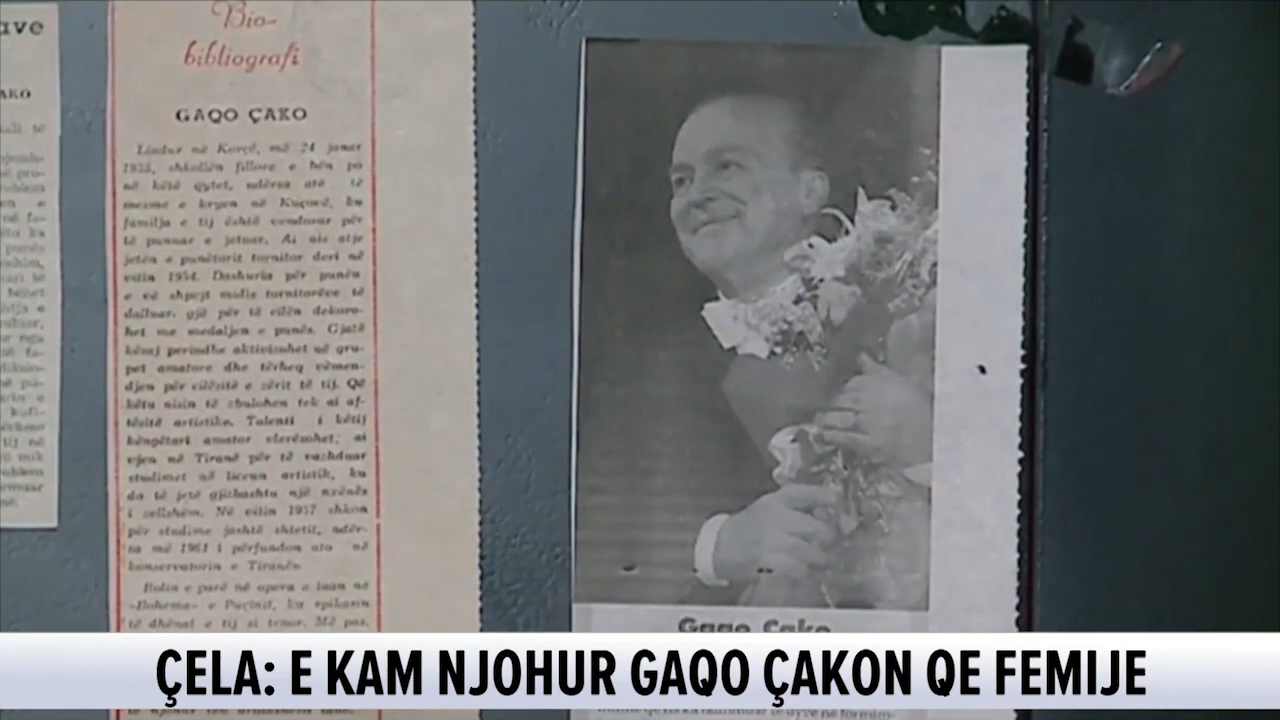 ave
AKO
Bio-
bibliografi
GAQO ÇAKO
Lindur në Korçë, më 24 janar
1935, shkollën fillore e bën po
në këtë qytet, ndërsa atë të
mesme e kryen në Kuçovë, ku
familja e tij është vendosur për
të punuar e jetuar. Ai nis atje
jetën e punëtorit tornitor deri në
vitin 1954. Dashuria për punën
e vë shpejt midis tornitorëve të
dalluar, gjë për të cilën dekoro-
het me medaljen e punës. Gjatë
kësaj periudhe aktivizohet në gru-
pet amatore dhe tërheq vëmen-
djen për cilësitë e zërit të tij. Që
këtu nisin të zbulohen tek ai af-
tësitë artistike. Talenti i këtij
këngëtari amator vlerësohet; ai
vjen në Tiranë për të vazhduar
studimet në liceun artistik, ku
do të jetë gjithashtu një nxënës
i zellshëm. Në vitin 1957 shkon
për studime jashtë shtetit, ndër-
sa më 1961 i përfundon ato në
konservatorin e Tiranës.
Rolin e parë në opera e luan në
«Bohema» e Puçinit, ku spikasin
të dhënat e tij si tenor. Më pas,
Gaqo Çako
ÇELA: E KAM NJOHUR GAQO ÇAKON QE FEMIJE